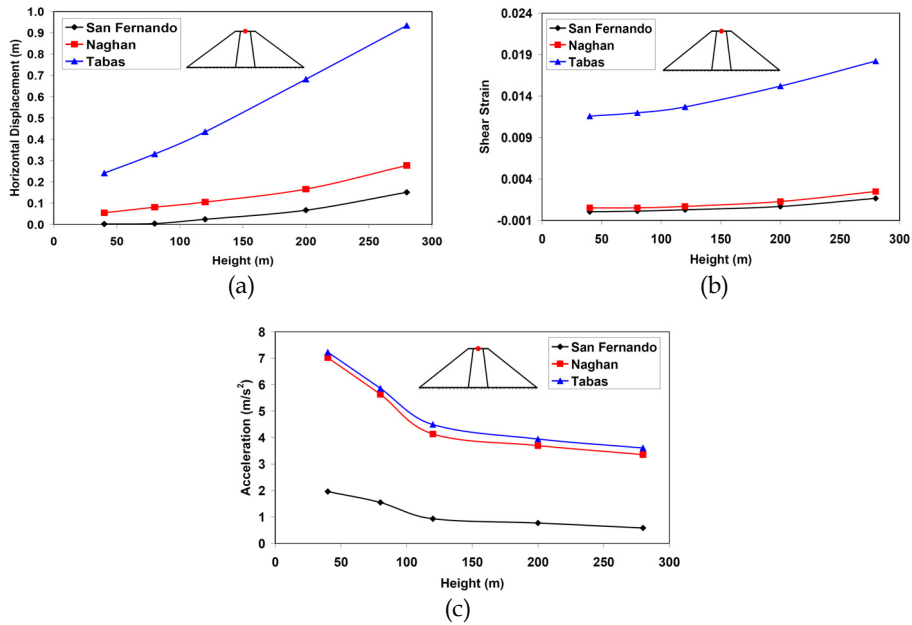 Horizontal Displacement (m)
1.0
0.9
0.8
0.7
0.6
0.5
0.4
0.3
0.2
0.1
0.0
San Fernando
Naghan
Tabas
0 50 100 150 200 250 300
Height (m)
(a)
Shear Strain
0.024
0.019
0.014
0.009
0.004
-0.001
San Fernando
Naghan
Tabas
0 50 100 150 200 250 300
Height (m)
(b)
Acceleration (m/s²)
8
7
6
5
4
3
2
1
0
San Fernando
Naghan
Tabas
0 50 100 150 200 250 300
Height (m)
(c)